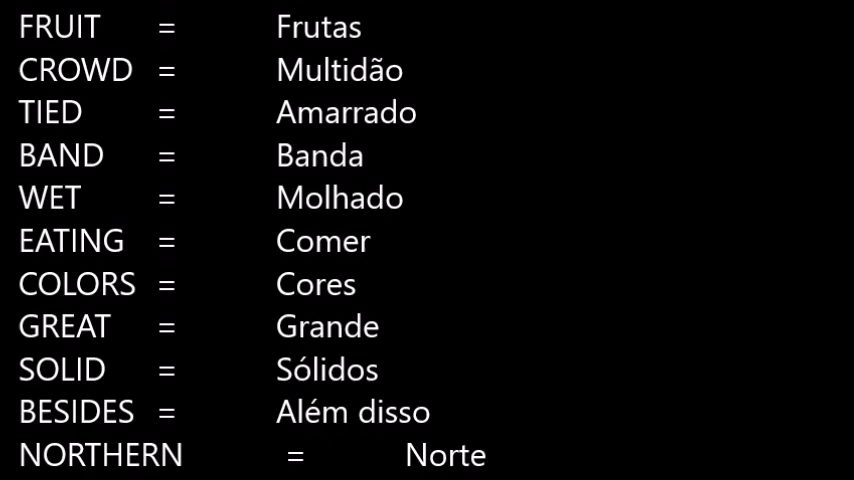 FRUIT = Frutas
CROWD = Multidão
TIED = Amarrado
BAND = Banda
WET = Molhado
EATING = Comer
COLORS = Cores
GREAT = Grande
SOLID = Sólidos
BESIDES = Além disso
NORTHERN = Norte